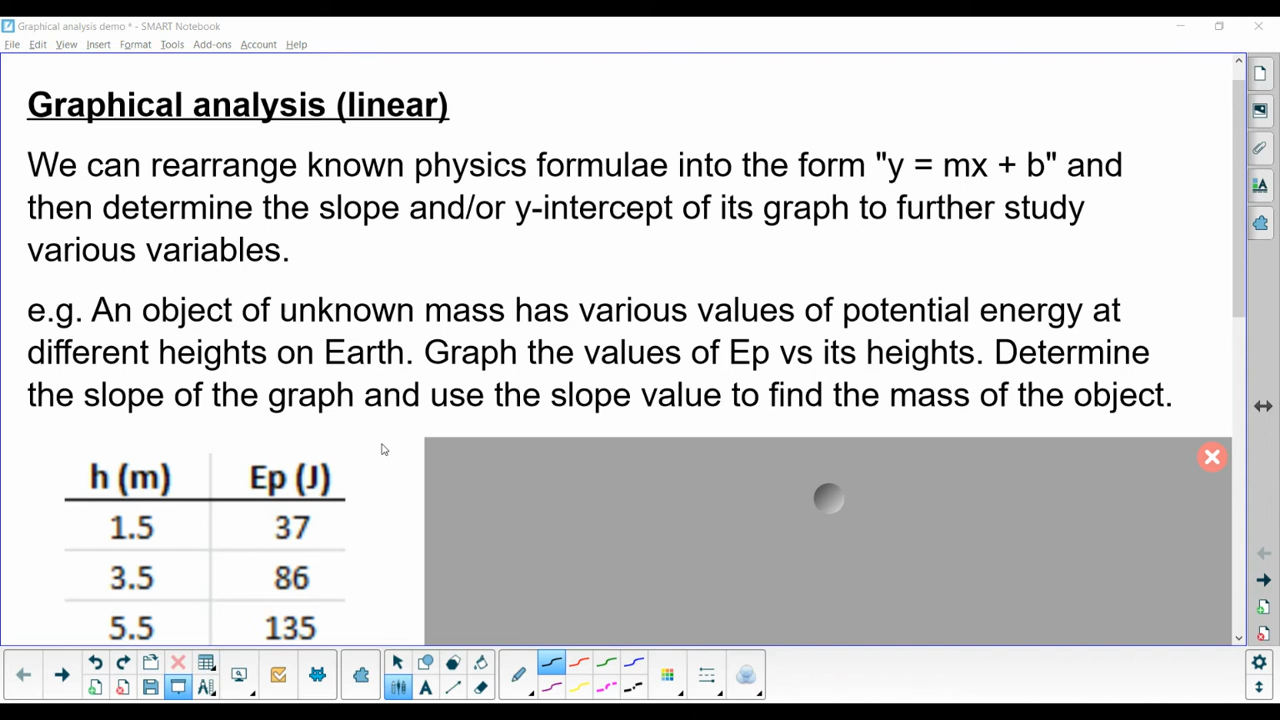 Graphical analysis demo * - SMART Notebook
File Edit View Insert Format Tools Add-ons Account Help
Graphical analysis (linear)
We can rearrange known physics formulae into the form "y = mx + b" and
then determine the slope and/or y-intercept of its graph to further study
various variables.
e.g. An object of unknown mass has various values of potential energy at
different heights on Earth. Graph the values of Ep vs its heights. Determine
the slope of the graph and use the slope value to find the mass of the object.
h (m) Ep (J)
1.5 37
3.5 86
5.5 135